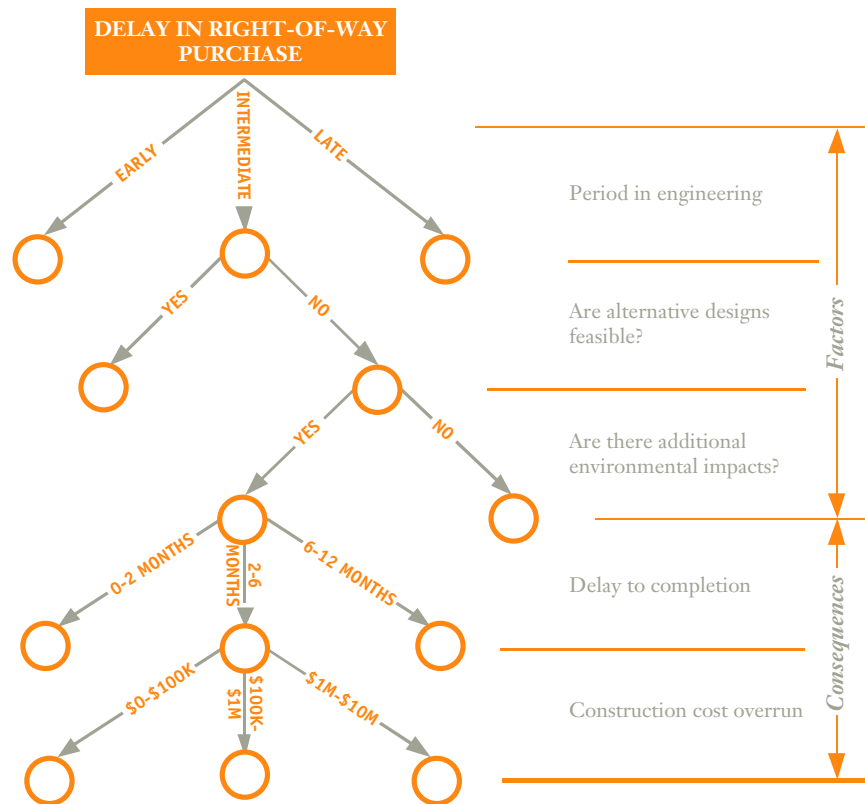 DELAY IN RIGHT-OF-WAY
PURCHASE
EARLY
INTERMEDIATE
LATE
Period in engineering
YES
NO
Are alternative designs
feasible?
Factors
YES
NO
Are there additional
environmental impacts?
0-2 MONTHS
2-6
MONTHS
6-12 MONTHS
Delay to completion
Consequences
$0-$100K
$100K-
$1M
$1M-$10M
Construction cost overrun